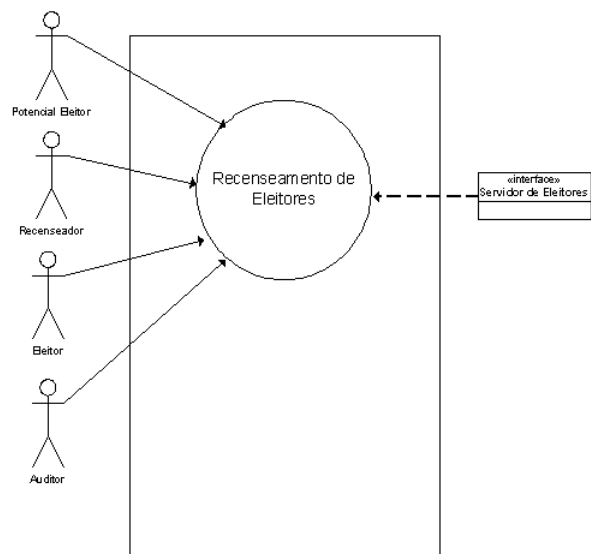 Potencial Eleitor
Recenseador
Eleitor
Auditor
Recenseamento de
Eleitores
«interface»
Servidor de Eleitores